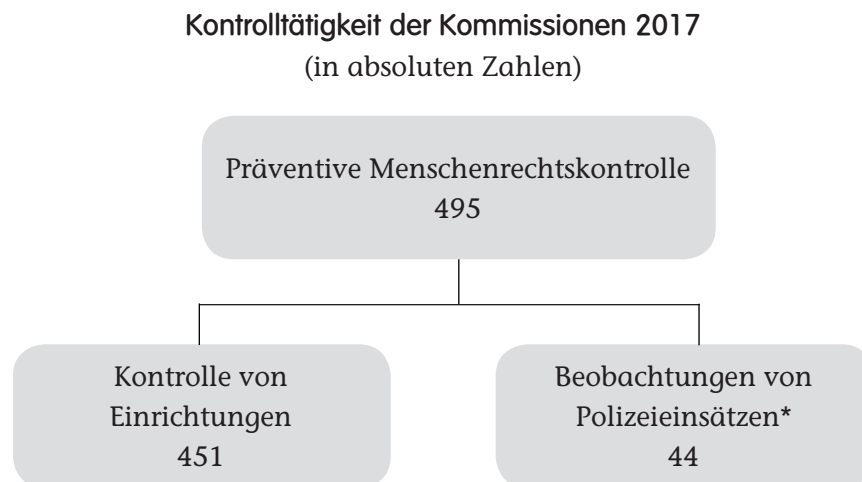 Kontrolltätigkeit der Kommissionen 2017
(in absoluten Zahlen)
Präventive Menschenrechtskontrolle
495
Kontrolle von
Einrichtungen
451
Beobachtungen von
Polizeieinsätzen*
44